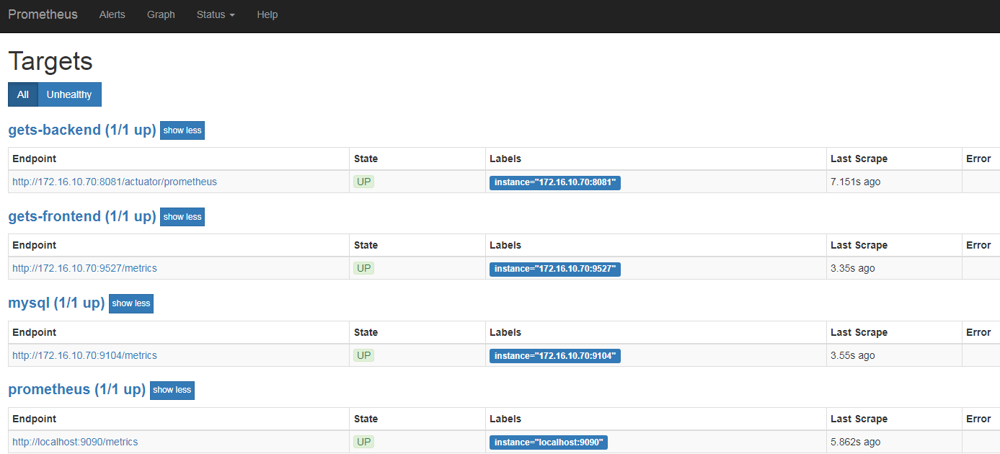 Prometheus Alerts Graph Status Help
Targets
All Unhealthy
gets-backend (1/1 up) show less
Endpoint State Labels Last Scrape Error
http://172.16.10.70:8081/actuator/prometheus UP instance="172.16.10.70:8081" 7.151s ago
gets-frontend (1/1 up) show less
Endpoint State Labels Last Scrape Error
http://172.16.10.70:9527/metrics UP instance="172.16.10.70:9527" 3.35s ago
mysql (1/1 up) show less
Endpoint State Labels Last Scrape Error
http://172.16.10.70:9104/metrics UP instance="172.16.10.70:9104" 3.55s ago
prometheus (1/1 up) show less
Endpoint State Labels Last Scrape Error
http://localhost:9090/metrics UP instance="localhost:9090" 5.862s ago